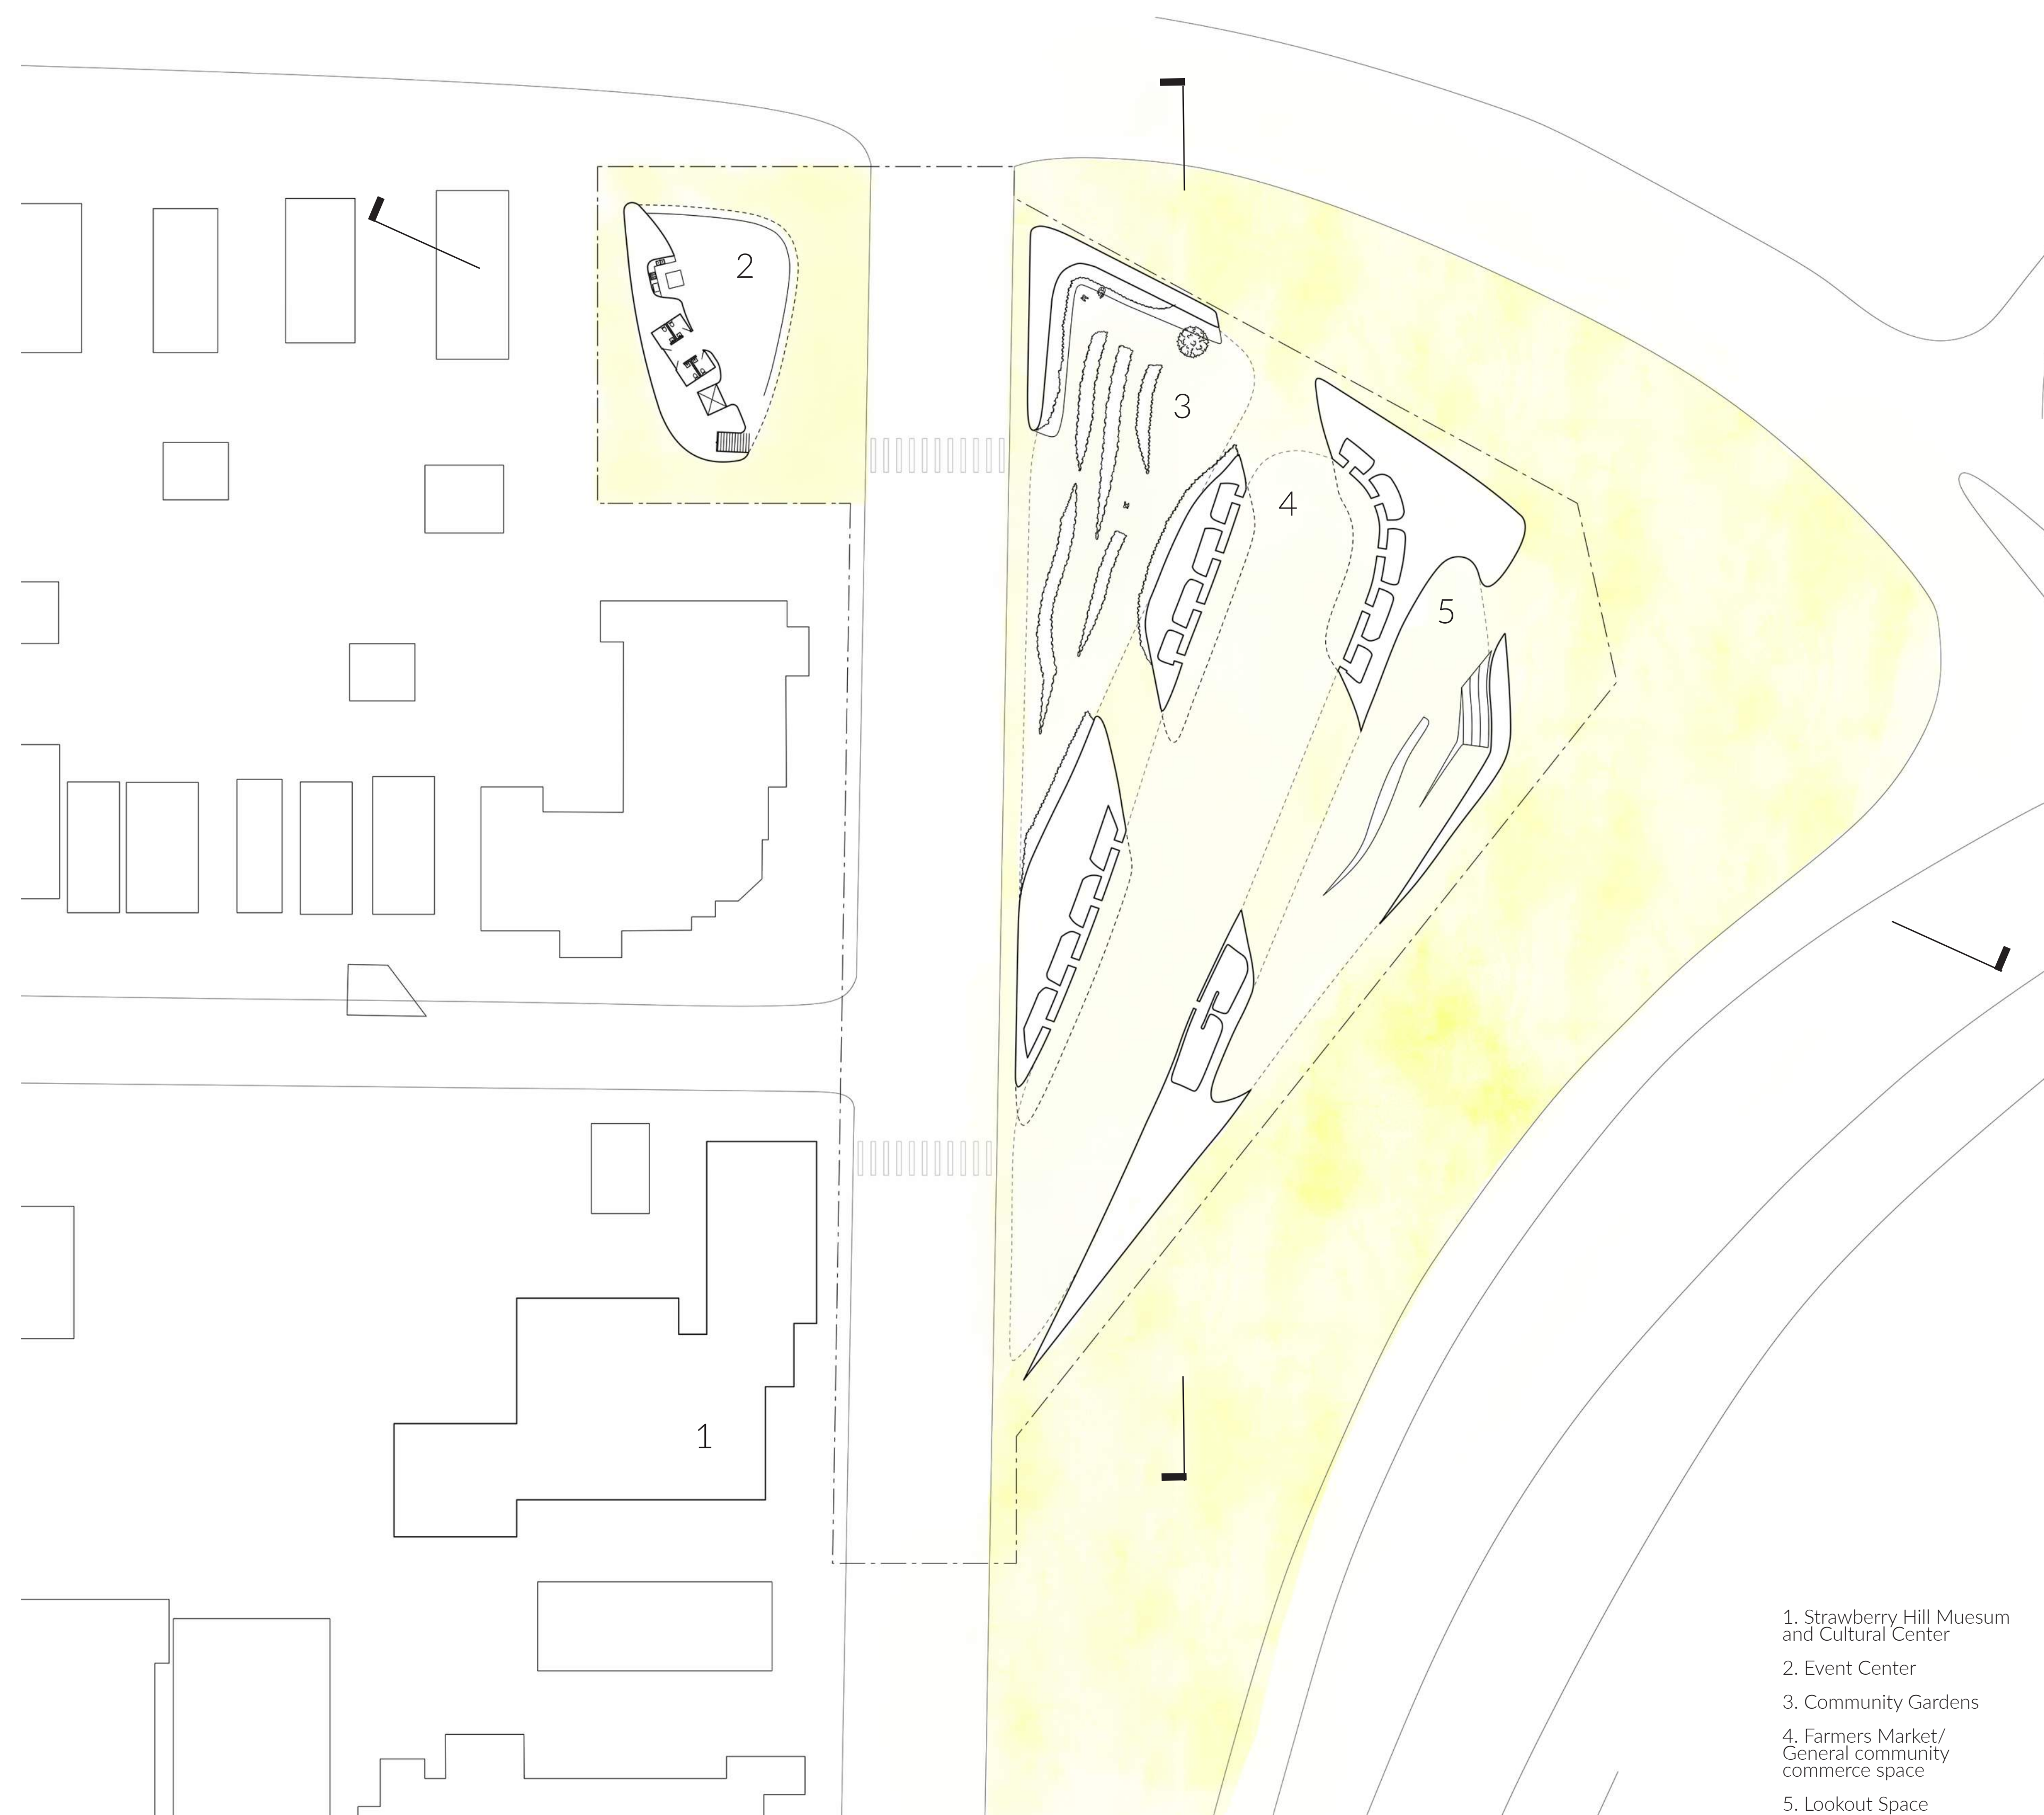 2
3
4
5
1
1. Strawberry Hill Muesum
and Cultural Center
2. Event Center
3. Community Gardens
4. Farmers Market/
General community
commerce space
5. Lookout Space